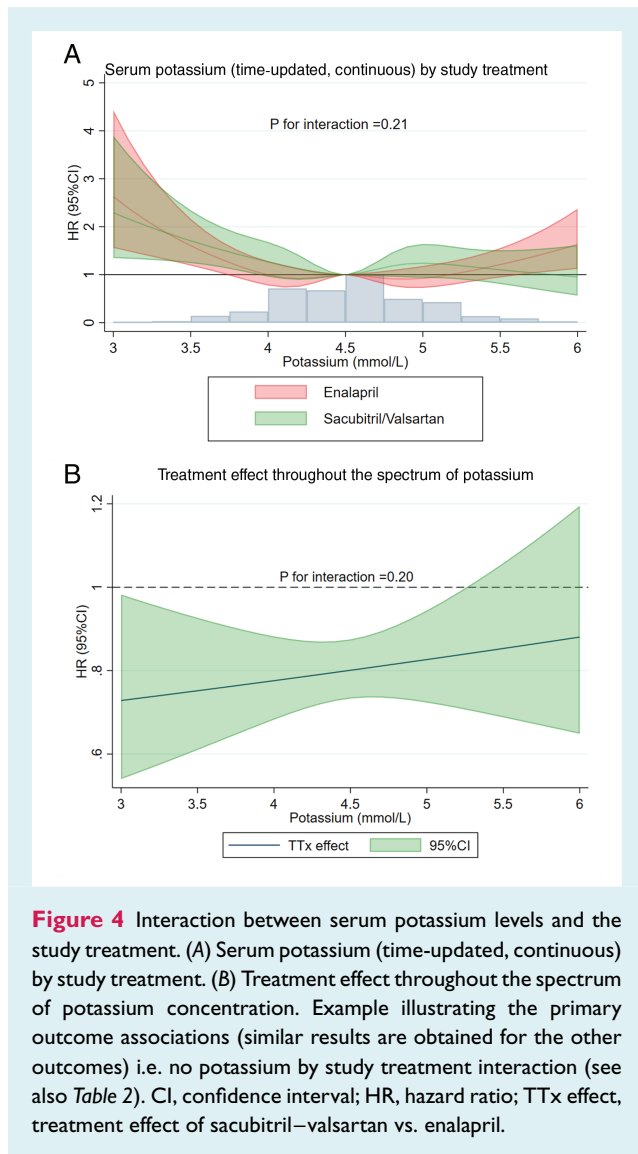 A
Serum potassium (time-updated, continuous) by study treatment
5
4
3
2
1
0
HR (95%CI)
P for interaction =0.21
3 3.5 4 4.5 5 5.5 6
Potassium (mmol/L)
Enalapril
Sacubitril/Valsartan
B
Treatment effect throughout the spectrum of potassium
1.2
1
.8
.6
HR (95%CI)
P for interaction =0.20
3 3.5 4 4.5 5 5.5 6
Potassium (mmol/L)
TTx effect 95%CI
Figure 4 Interaction between serum potassium levels and the
study treatment. (A) Serum potassium (time-updated, continuous)
by study treatment. (B) Treatment effect throughout the spectrum
of potassium concentration. Example illustrating the primary
outcome associations (similar results are obtained for the other
outcomes) i.e. no potassium by study treatment interaction (see
also Table 2). CI, confidence interval; HR, hazard ratio; TTx effect,
treatment effect of sacubitril–valsartan vs. enalapril.